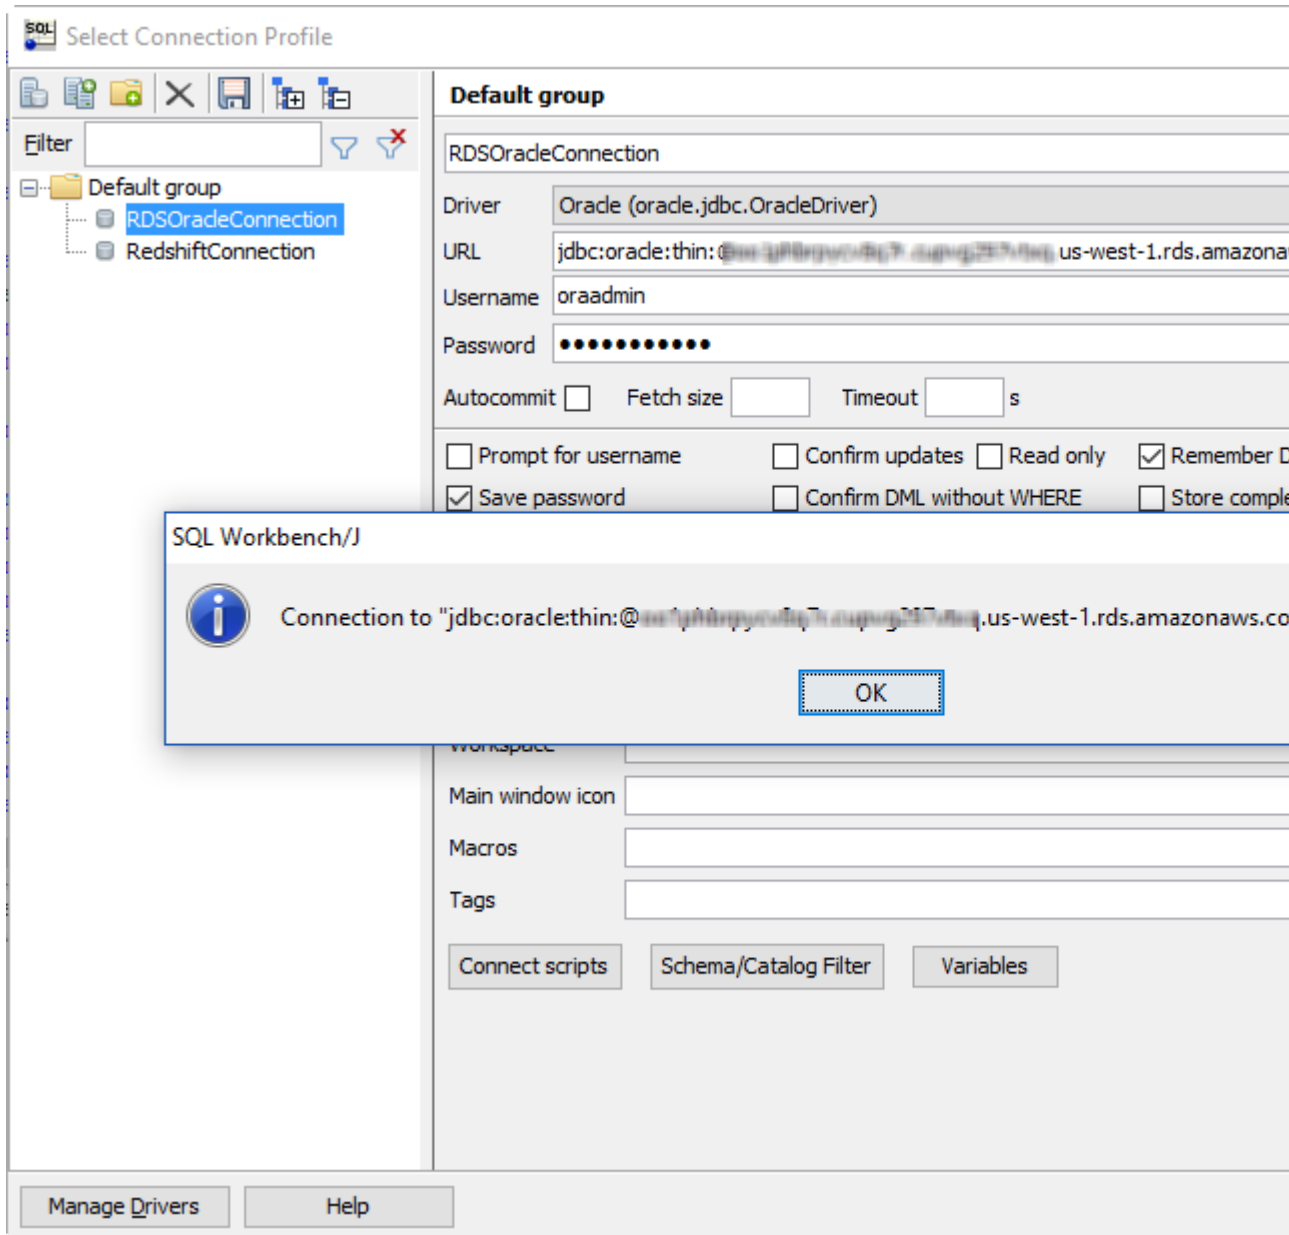 SQL Select Connection Profile
Default group
Filter
RDSOracleConnection
Default group
Driver Oracle (oracle.jdbc.OracleDriver)
RDSOracleConnection
RedshiftConnection
URL jdbc:oracle:thin:@ us-west-1.rds.amazona
Username oraadmin
Password •••••••••••
Autocommit Fetch size Timeout s
Prompt for username Confirm updates Read only Remember D
Save password Confirm DML without WHERE Store comple
SQL Workbench/J
i Connection to "jdbc:oracle:thin:@ .us-west-1.rds.amazonaws.co
OK
Workspace
Main window icon
Macros
Tags
Connect scripts Schema/Catalog Filter Variables
Manage Drivers Help